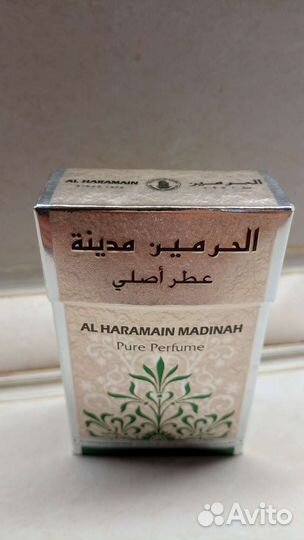 AL HARAMAIN
الحرمين
الحرمين مدينة
عطر أصلي
AL HARAMAIN MADINAH
Pure Perfume
Avito